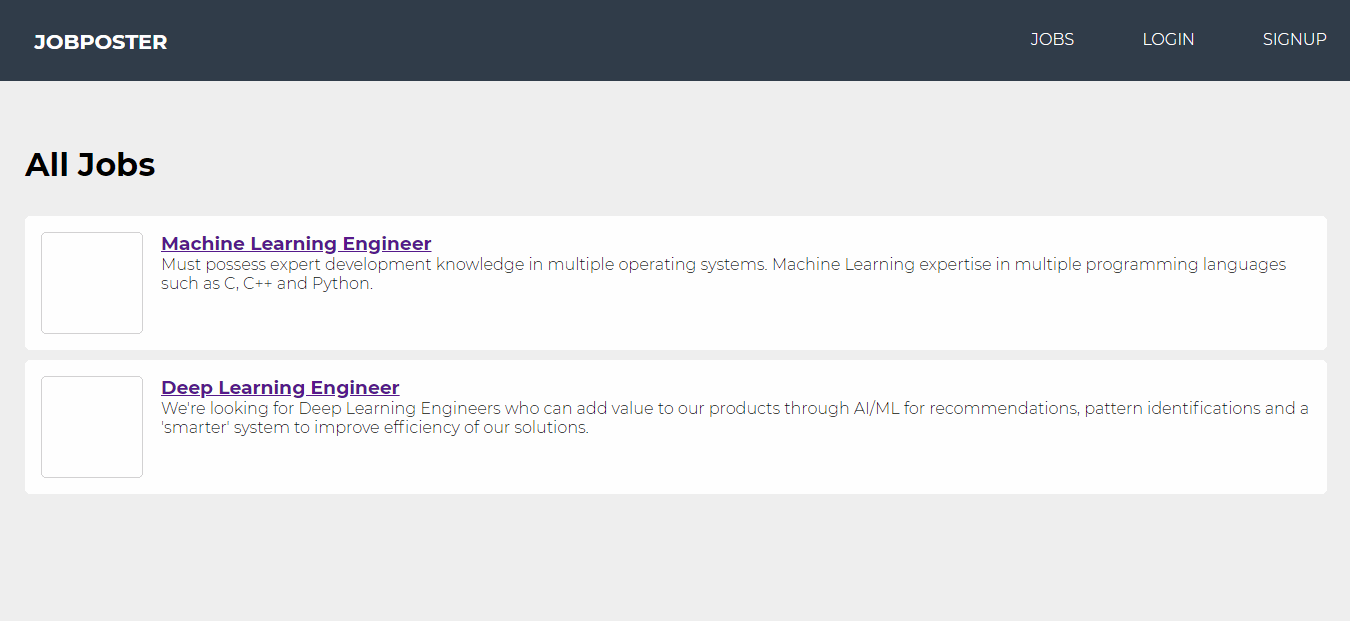 JOBPOSTER
JOBS LOGIN SIGNUP
All Jobs
Machine Learning Engineer
Must possess expert development knowledge in multiple operating systems. Machine Learning expertise in multiple programming languages
such as C, C++ and Python.
Deep Learning Engineer
We're looking for Deep Learning Engineers who can add value to our products through AI/ML for recommendations, pattern identifications and a
'smarter' system to improve efficiency of our solutions.